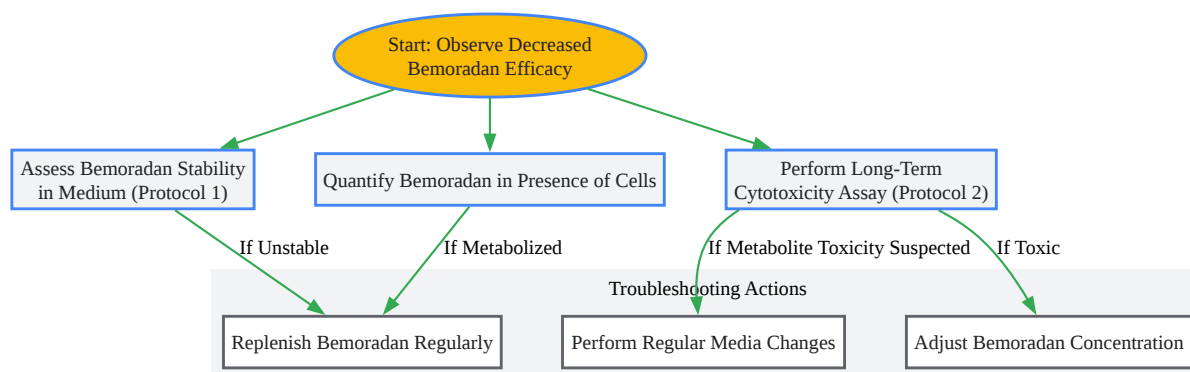 Start: Observe Decreased
Bemoradan Efficacy
Assess Bemoradan Stability
in Medium (Protocol 1)
Quantify Bemoradan in Presence of Cells
Perform Long-Term
Cytotoxicity Assay (Protocol 2)
If Unstable
If Metabolized
If Metabolite Toxicity Suspected
If Toxic
Troubleshooting Actions
Replenish Bemoradan Regularly
Perform Regular Media Changes
Adjust Bemoradan Concentration